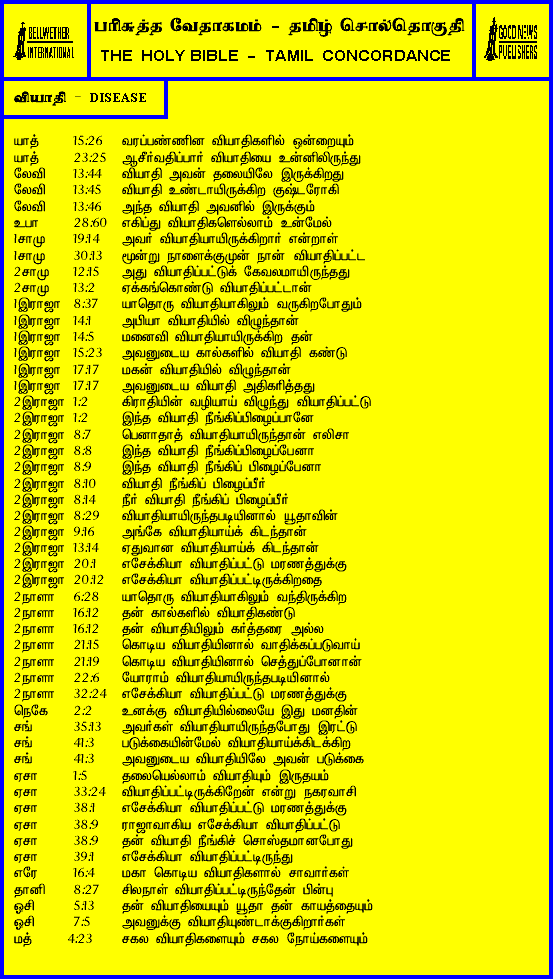 BELLWETHER
INTERNATIONAL
பரிசுத்த வேதாகமம் - தமிழ் சொல்தொகுதி
THE HOLY BIBLE - TAMIL CONCORDANCE
GOOD NEWS
PUBLISHERS
வியாதி - DISEASE
யாத் 15:26 வரப்பண்ணின வியாதிகளில் ஒன்றையும்
யாத் 23:25 ஆசீர்வதிப்பார் வியாதியை உன்னிலிருந்து
லேவி 13:44 வியாதி அவன் தலையிலே இருக்கிறது
லேவி 13:45 வியாதி உண்டாயிருக்கிற குஷ்டரோகி
லேவி 13:46 அந்த வியாதி அவனில் இருக்கும்
உபா 28:60 எகிப்து வியாதிகளெல்லாம் உன்மேல்
1சாமு 19:14 அவர் வியாதியாயிருக்கிறார் என்றாள்
1சாமு 30:13 மூன்று நாளைக்குமுன் நான் வியாதிப்பட்ட
2சாமு 12:15 அது வியாதிப்பட்டுக் கேவலமாயிருந்தது
2சாமு 13:2 ஏக்கங்கொண்டு வியாதிப்பட்டான்
1இராஜா 8:37 யாதொரு வியாதியாகிலும் வருகிறபோதும்
1இராஜா 14:1 அபியா வியாதியில் விழுந்தான்
1இராஜா 14:5 மனைவி வியாதியாயிருக்கிற தன்
1இராஜா 15:23 அவனுடைய கால்களில் வியாதி கண்டு
1இராஜா 17:17 மகன் வியாதியில் விழுந்தான்
1இராஜா 17:17 அவனுடைய வியாதி அதிகரித்தது
2இராஜா 1:2 கிராதியின் வழியாய் விழுந்து வியாதிப்பட்டு
2இராஜா 1:2 இந்த வியாதி நீங்கிப்பிழைப்பானே
2இராஜா 8:7 பெனாதாத் வியாதியாயிருந்தான் எலிசா
2இராஜா 8:8 இந்த வியாதி நீங்கிப்பிழைப்பேனா
2இராஜா 8:9 இந்த வியாதி நீங்கிப் பிழைப்பேனா
2இராஜா 8:10 வியாதி நீங்கிப் பிழைப்பீர்
2இராஜா 8:14 நீர் வியாதி நீங்கிப் பிழைப்பீர்
2இராஜா 8:29 வியாதியாயிருந்தபடியினால் யூதாவின்
2இராஜா 9:16 அங்கே வியாதியாய்க் கிடந்தான்
2இராஜா 13:14 ஏதுவான வியாதியாய்க் கிடந்தான்
2இராஜா 20:1 எசேக்கியா வியாதிப்பட்டு மரணத்துக்கு
2இராஜா 20:12 எசேக்கியா வியாதிப்பட்டிருக்கிறதை
2நாளா 6:28 யாதொரு வியாதியாகிலும் வந்திருக்கிற
2நாளா 16:12 தன் கால்களில் வியாதிகண்டு
2நாளா 16:12 தன் வியாதியிலும் கர்த்தரை அல்ல
2நாளா 21:15 கொடிய வியாதியினால் வாதிக்கப்படுவாய்
2நாளா 21:19 கொடிய வியாதியினால் செத்துப்போனான்
2நாளா 22:6 யோராம் வியாதியாயிருந்தபடியினால்
2நாளா 32:24 எசேக்கியா வியாதிப்பட்டு மரணத்துக்கு
நெகே 2:2 உனக்கு வியாதியில்லையே இது மனதின்
சங் 35:13 அவர்கள் வியாதியாயிருந்தபோது இரட்டு
சங் 41:3 படுக்கையின்மேல் வியாதியாய்க்கிடக்கிற
சங் 41:3 அவனுடைய வியாதியிலே அவன் படுக்கை
ஏசா 1:5 தலையெல்லாம் வியாதியும் இருதயம்
ஏசா 33:24 வியாதிப்பட்டிருக்கிறேன் என்று நகரவாசி
ஏசா 38:1 எசேக்கியா வியாதிப்பட்டு மரணத்துக்கு
ஏசா 38:9 ராஜாவாகிய எசேக்கியா வியாதிப்பட்டு
ஏசா 38:9 தன் வியாதி நீங்கிச் சொஸ்தமானபோது
ஏசா 39:1 எசேக்கியா வியாதிப்பட்டிருந்து
எரே 16:4 மகா கொடிய வியாதிகளால் சாவார்கள்
தானி 8:27 சிலநாள் வியாதிப்பட்டிருந்தேன் பின்பு
ஓசி 5:13 தன் வியாதியையும் யூதா தன் காயத்தையும்
ஓசி 7:5 அவனுக்கு வியாதியுண்டாக்குகிறார்கள்
மத் 4:23 சகல வியாதிகளையும் சகல நோய்களையும்